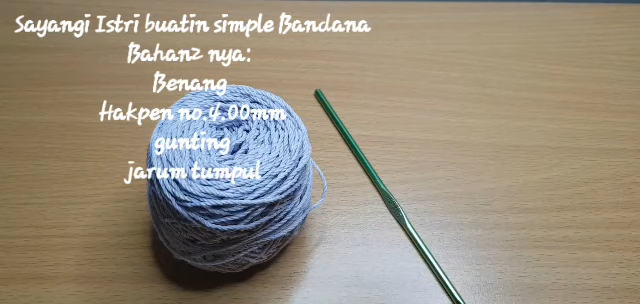 Sayangi Istri buatin simple Bandana
Bahan2 nya:
Benang
Hakpen no.4.00mm
gunting
jarum tumpul